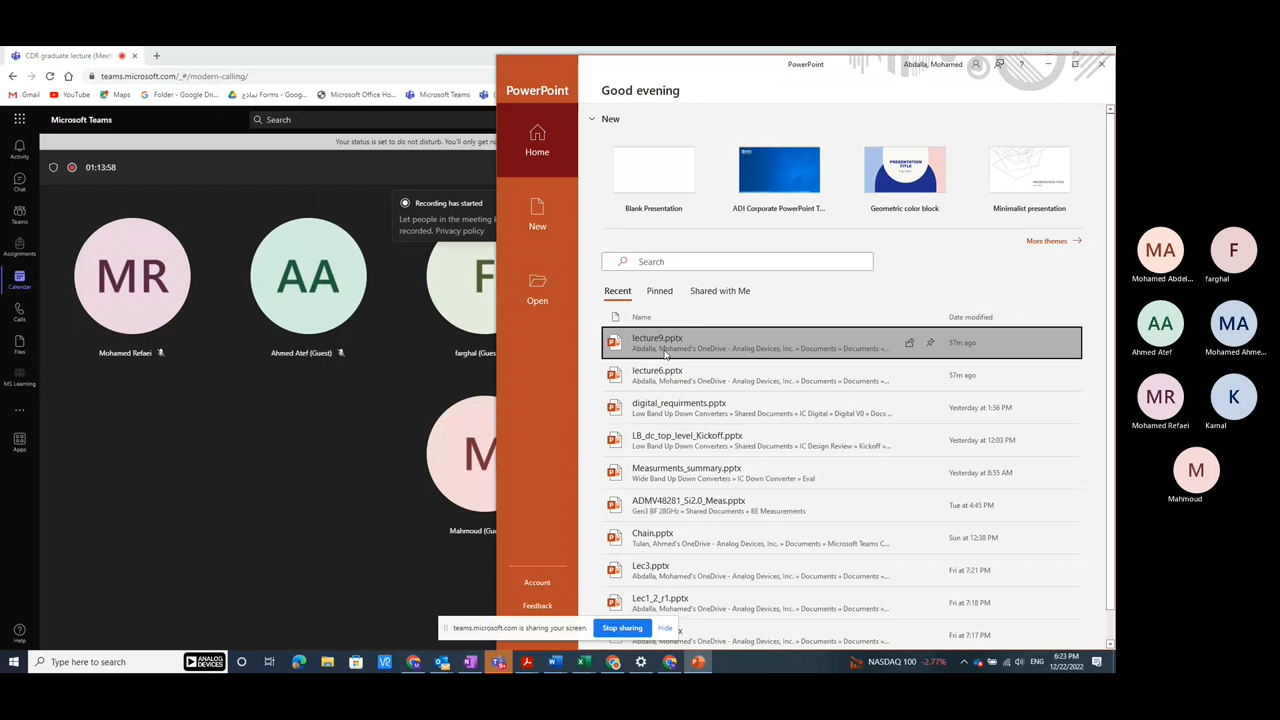 CDR graduate lecture (Meet
teams.microsoft.com/_#/modern-calling/
Gmail
YouTube
Maps
Folder - Google Dri...
Microsoft Office Ho...
Microsoft Teams
Microsoft Teams
Search
Your status is set to do not disturb. You'll only get no
Activity
Chat
Teams
Assignments
Calendar
Calls
Files
MS Learning
Apps
Help
01:13:58
Recording has started
Let people in the meeting k
recorded. Privacy policy
MR
Mohamed Refaei
AA
Ahmed Atef (Guest)
F
farghal (Guest)
M
Mahmoud (Gue
PowerPoint
Home
New
Open
Account
Feedback
PowerPoint
Abdalla, Mohamed
?
Good evening
New
Blank Presentation
PRESENTATION
TITLE
PRESENTATION TITLE
ADI Corporate PowerPoint T...
Geometric color block
Minimalist presentation
More themes
Search
Recent
Pinned
Shared with Me
Name
Date modified
lecture9.pptx
Abdalla, Mohamed's OneDrive - Analog Devices, Inc. » Documents » Documents »...
57m ago
lecture6.pptx
Abdalla, Mohamed's OneDrive - Analog Devices, Inc. » Documents » Documents »...
57m ago
digital_requirments.pptx
Low Band Up Down Converters » Shared Documents » IC Digital » Digital V0 » Docs ...
Yesterday at 1:36 PM
LB_dc_top_level_Kickoff.pptx
Low Band Up Down Converters » Shared Documents » IC Design Review » Kickoff »...
Yesterday at 12:03 PM
Measurments_summary.pptx
Wide Band Up Down Converters » IC Down Converter » Eval
Yesterday at 8:55 AM
ADMV48281_Si2.0_Meas.pptx
Gen3 BF 28GHz » Shared Documents » BE Measurements
Tue at 4:45 PM
Chain.pptx
Tulan, Ahmed's OneDrive - Analog Devices, Inc. » Documents » Microsoft Teams C...
Sun at 12:38 PM
Lec3.pptx
Abdalla, Mohamed's OneDrive - Analog Devices, Inc. » Documents » Documents »...
Fri at 7:21 PM
Lec1_2_r1.pptx
Abdalla, Mohamed's OneDrive - Analog Devices, Inc. » Documents » Documents »...
Fri at 7:18 PM
Abdalla, Mohamed's OneDrive - Analog Devices, Inc. » Documents » Documents »...
Fri at 7:17 PM
teams.microsoft.com is sharing your screen.
Stop sharing
Hide
Type here to search
ANALOG
DEVICES
NASDAQ 100
-2.77%
ENG
6:23 PM
12/22/2022
MA
Mohamed Abdel...
F
farghal
AA
Ahmed Atef
MA
Mohamed Ahme...
MR
Mohamed Refaei
K
Kamal
M
Mahmoud